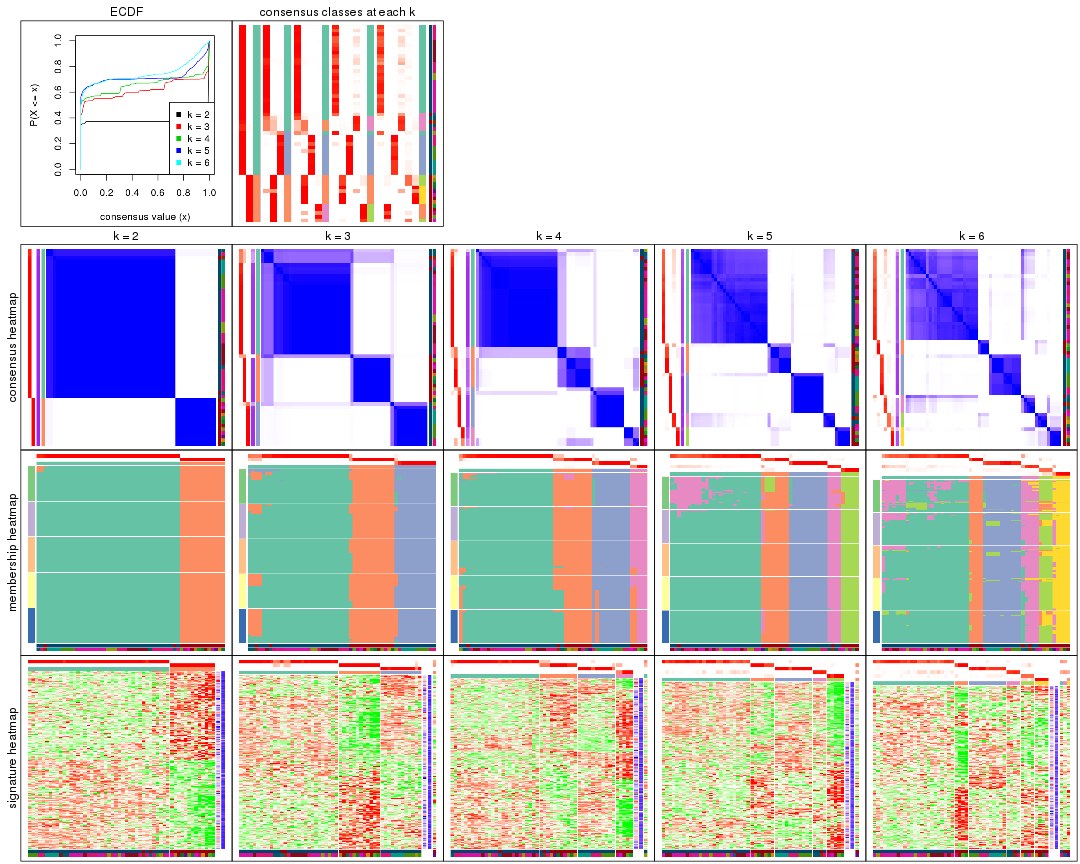 ECDF
consensus classes at each k
P(X <= x)
0.0
0.2
0.4
0.6
0.8
1.0
k = 2
k = 3
k = 4
k = 5
k = 6
0.0 0.2 0.4 0.6 0.8 1.0
consensus value (x)
k = 2
k = 3
k = 4
k = 5
k = 6
consensus heatmap
membership heatmap
signature heatmap